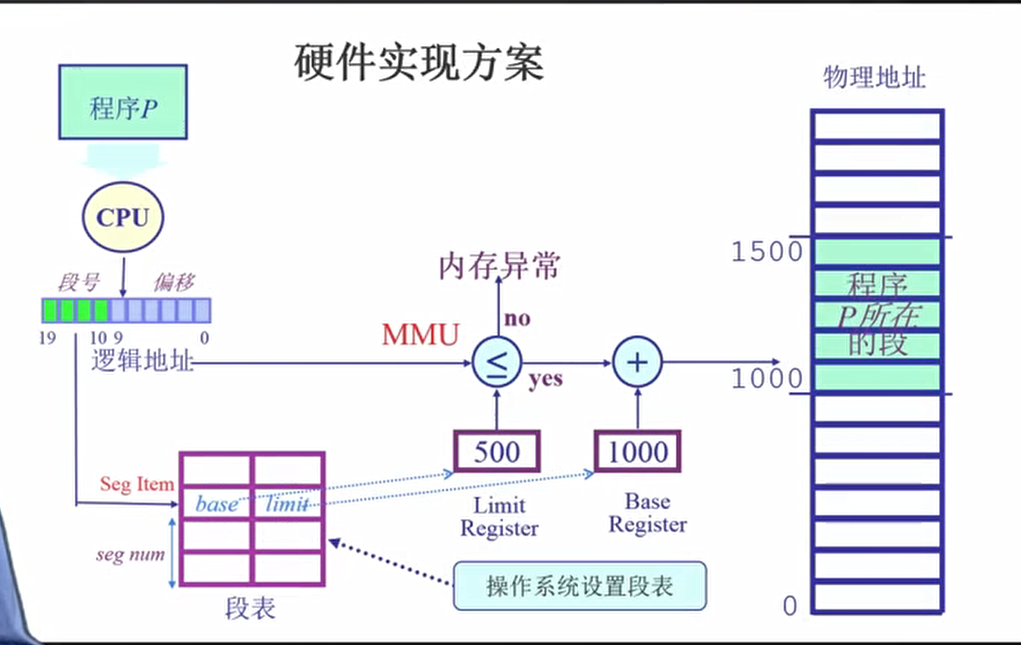 硬件实现方案
物理地址
程序P
CPU
段号
偏移
19
10 9
0
逻辑地址
MMU
内存异常
no
≤
yes
+
1500
程序
P所在
的段
1000
500
1000
Limit
Register
Base
Register
Seg Item
base
limit
seg num
段表
操作系统设置段表
0